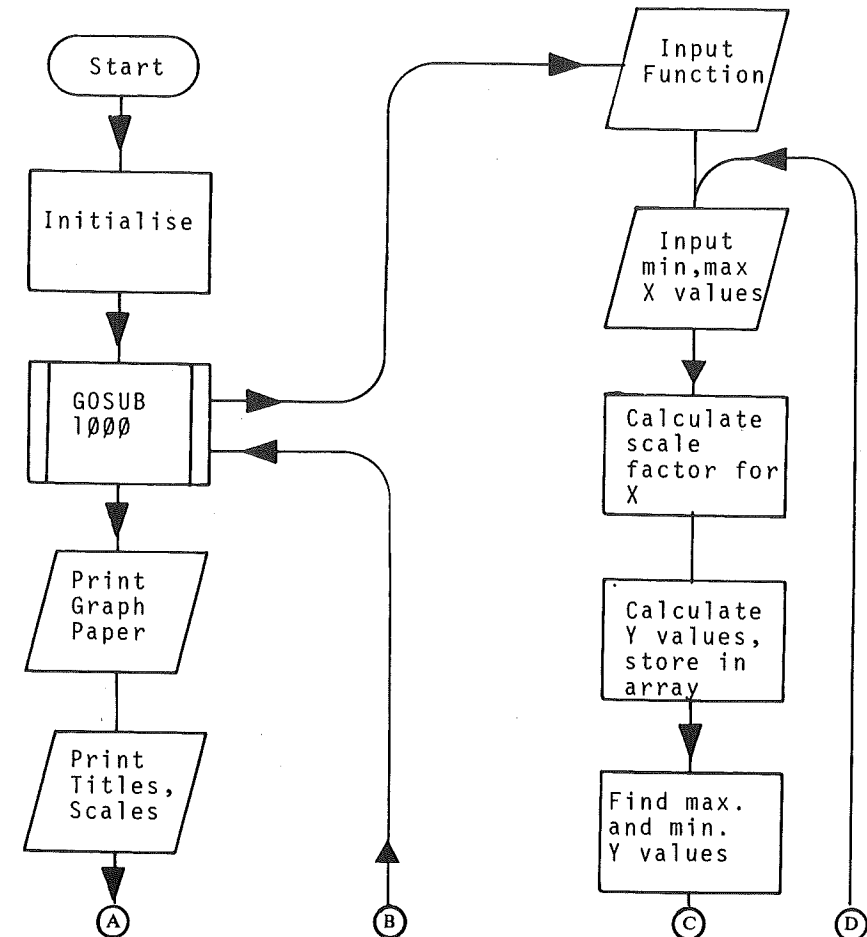 Start
Initialise
GOSUB
1ØØØ
Print
Graph
Paper
Print
Titles,
Scales
A
B
Input
Function
Input
min,max
X values
Calculate
scale
factor for
X
Calculate
Y values,
store in
array
Find max.
and min.
Y values
C
D